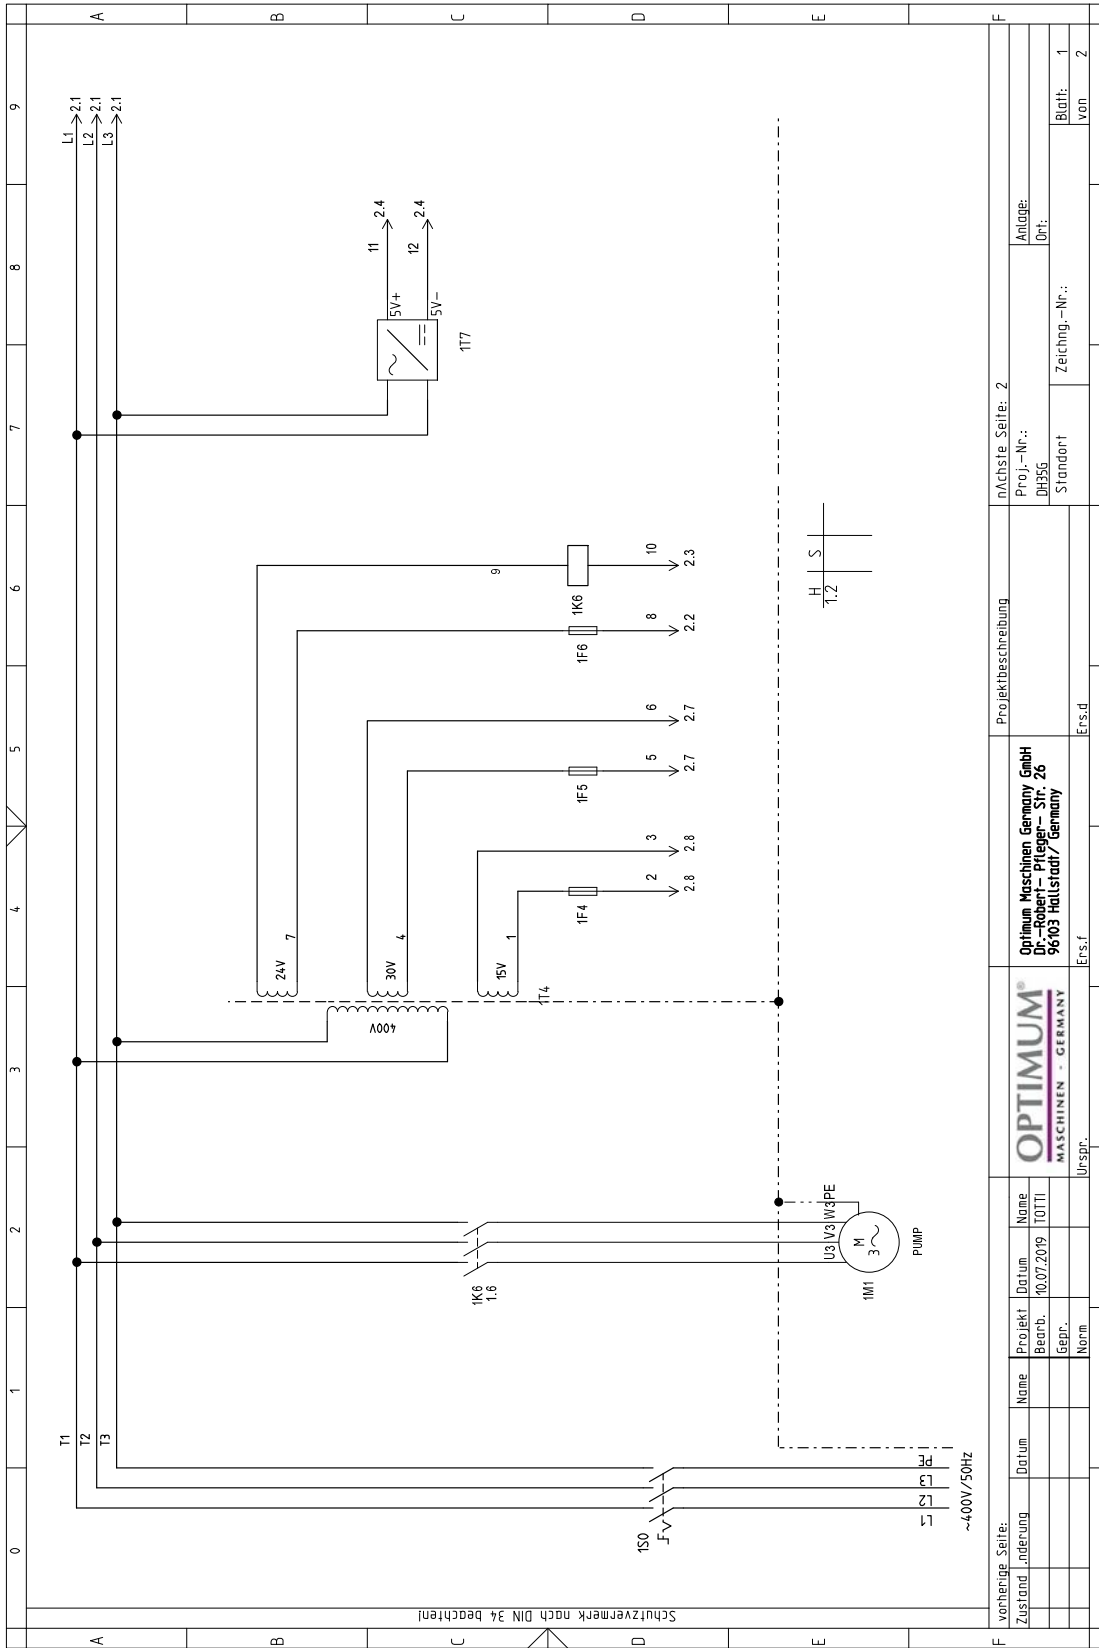 0 1 2 3 4 5 6 7 8 9
A
B
C
D
E
F
A
B
C
D
E
F
Schutzvermerk nach DIN 34 beachten!
T1
T2
T3
L1 2.1
L2 2.1
L3 2.1
24V
7
30V
4
15V
1
400V
1T4
5V+
5V-
1T7
11 2.4
12 2.4
9
1K6
1.6
1F4
1F5
1F6
1K6
2
3
5
6
8
10
2.8
2.8
2.7
2.7
2.2
2.3
1S0
L1
L2
L3
PE
~400V/50Hz
U3 V3 W3 PE
M
3~
1M1
PUMP
H S
1.2
vorherige Seite:
Zustand
.nderung
Datum
Name
Projekt
Datum
Name
Bearb.
10.07.2019
TOTTI
Gepr.
Norm
Urspr.
OPTIMUM®
MASCHINEN - GERMANY
Optimum Maschinen Germany GmbH
Dr.-Robert- Pfleger- Str. 26
96103 Hallstadt/ Germany
Ers.f
Ers.d
Projektbeschreibung
nAchste Seite: 2
Proj.-Nr.:
DH35G
Standort
Zeichng.-Nr.:
Anlage:
Ort:
Blatt: 1
von 2